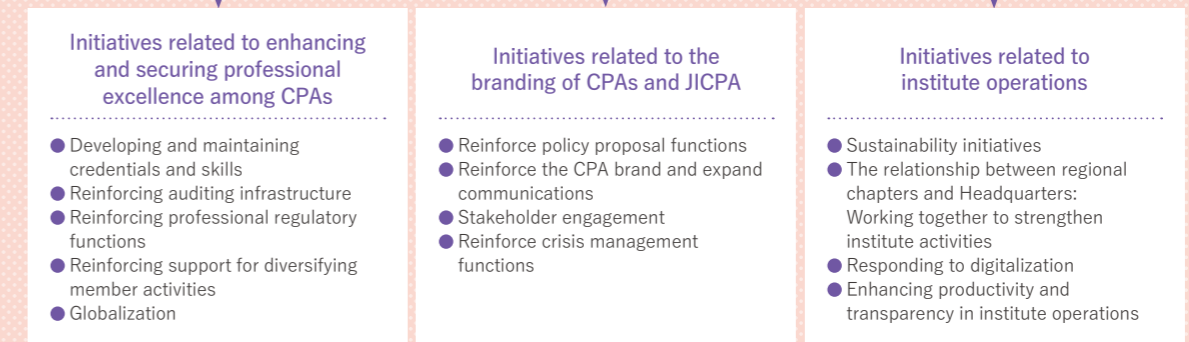 Initiatives related to enhancing
and securing professional
excellence among CPAs
● Developing and maintaining
credentials and skills
● Reinforcing auditing infrastructure
● Reinforcing professional regulatory
functions
● Reinforcing support for diversifying
member activities
● Globalization
Initiatives related to the
branding of CPAs and JICPA
● Reinforce policy proposal functions
● Reinforce the CPA brand and expand
communications
● Stakeholder engagement
● Reinforce crisis management
functions
Initiatives related to
institute operations
● Sustainability initiatives
● The relationship between regional
chapters and Headquarters:
Working together to strengthen
institute activities
● Responding to digitalization
● Enhancing productivity and
transparency in institute operations